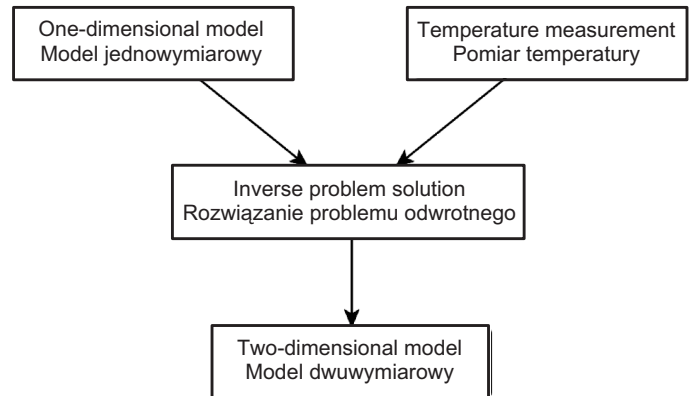 One-dimensional model
Model jednowymiarowy
Temperature measurement
Pomiar temperatury
Inverse problem solution
Rozwiązanie problemu odwrotnego
Two-dimensional model
Model dwuwymiarowy